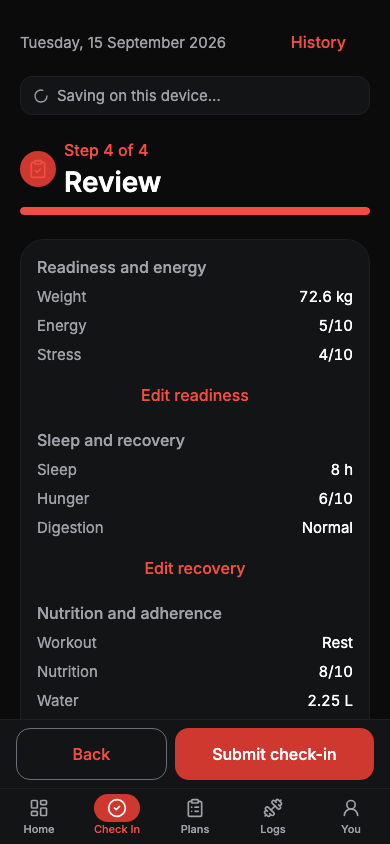 Tuesday, 15 September 2026 History
Saving on this device...
Step 4 of 4
Review
Readiness and energy
Weight 72.6 kg
Energy 5/10
Stress 4/10
Edit readiness
Sleep and recovery
Sleep 8 h
Hunger 6/10
Digestion Normal
Edit recovery
Nutrition and adherence
Workout Rest
Nutrition 8/10
Water 2.25 L
Back Submit check-in
Home Check In Plans Logs You